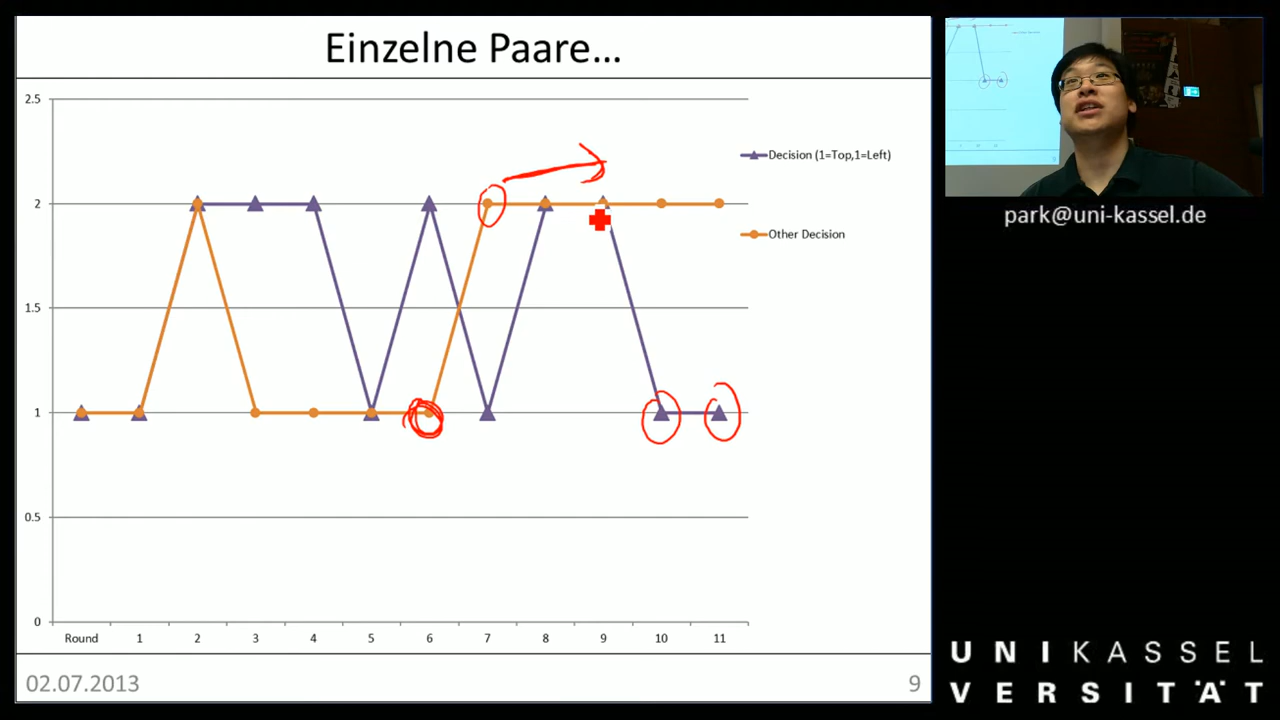 Einzelne Paare...
2.5
2
1.5
1
0.5
0
Round 1 2 3 4 5 6 7 8 9 10 11
Decision (1=Top,1=Left)
Other Decision
02.07.2013
9
park@uni-kassel.de
UNIKASSEL
VERSITÄT